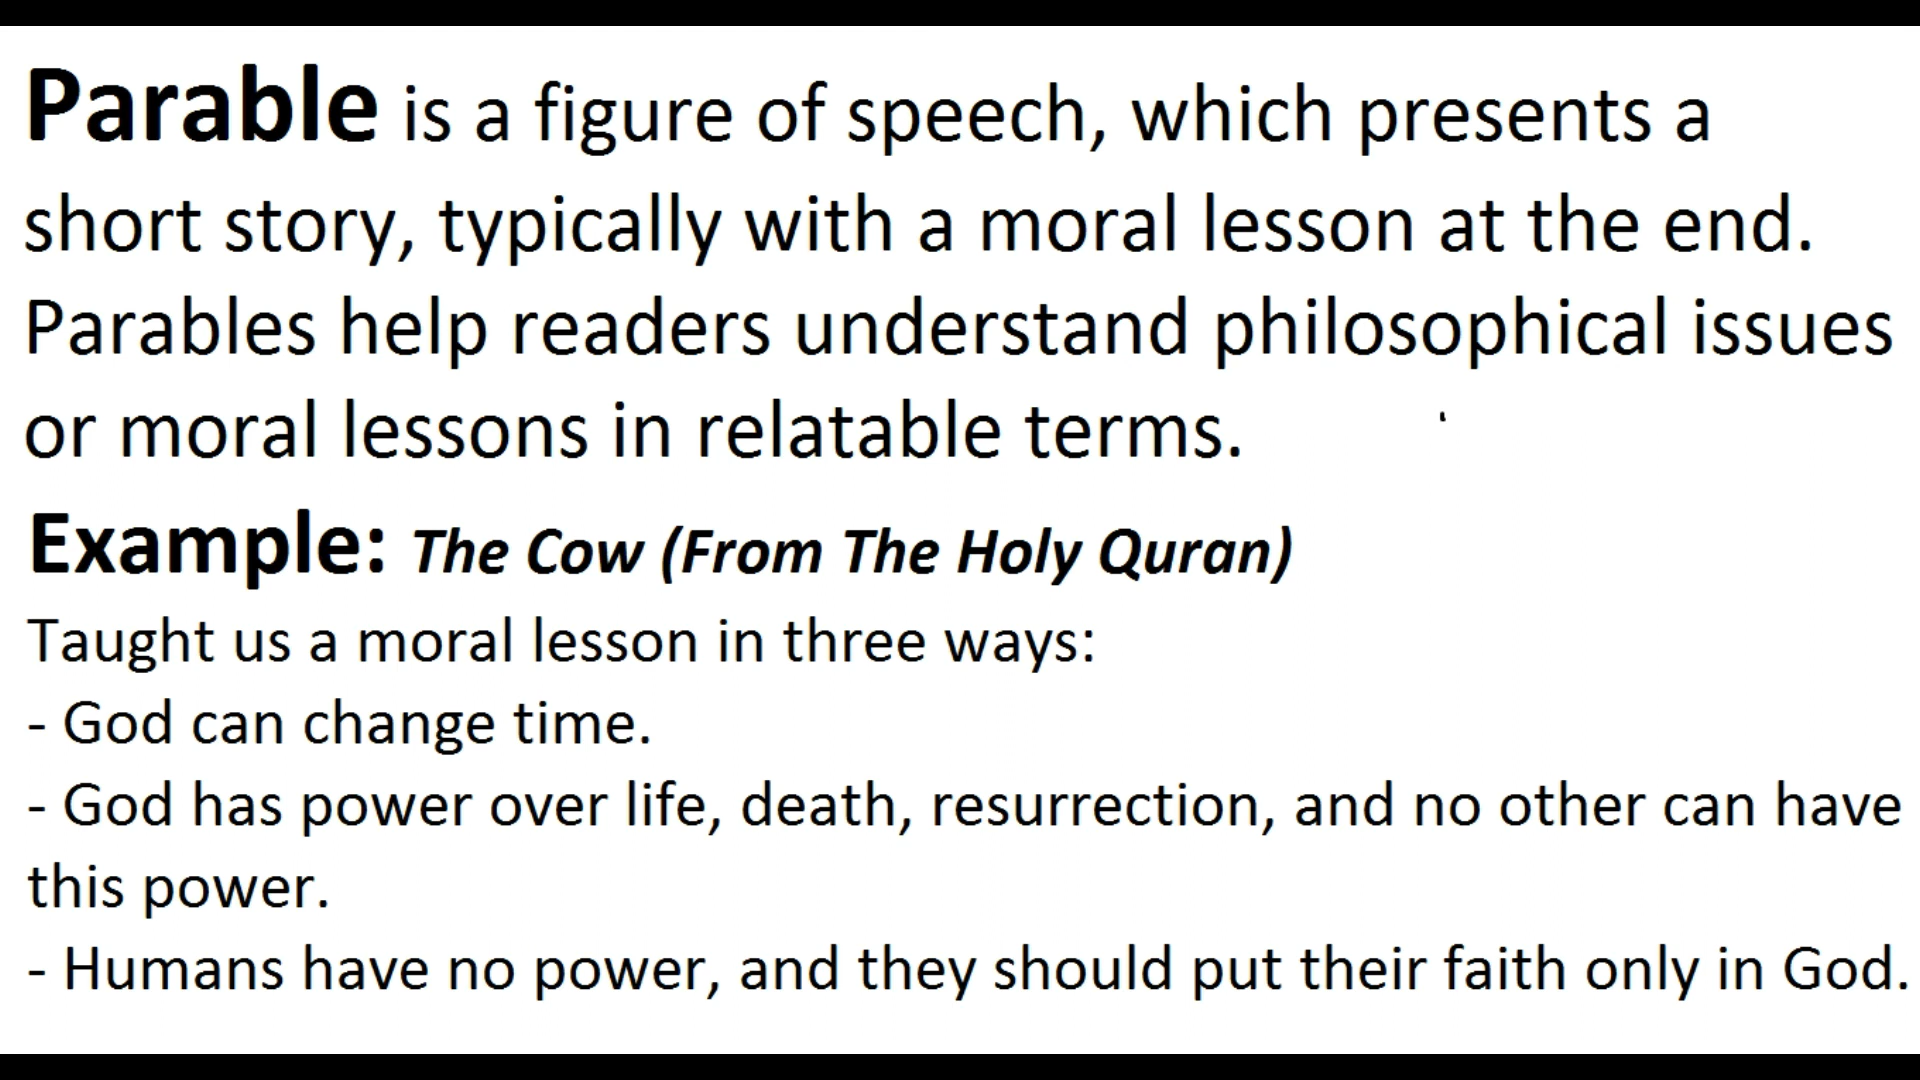 Parable is a figure of speech, which presents a
short story, typically with a moral lesson at the end.
Parables help readers understand philosophical issues
or moral lessons in relatable terms.
Example: The Cow (From The Holy Quran)
Taught us a moral lesson in three ways:
- God can change time.
- God has power over life, death, resurrection, and no other can have
this power.
- Humans have no power, and they should put their faith only in God.